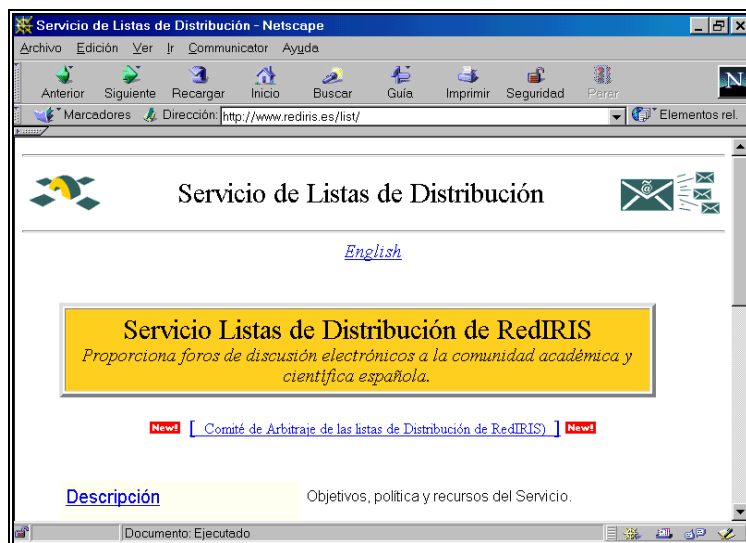 Servicio de Listas de Distribución - Netscape
Archivo Edición Ver Ir Communicator Ayuda
Anterior Siguiente Recargar Inicio Buscar Guía Imprimir Seguridad Parar
N
Marcadores Dirección: http://www.rediris.es/list/ Elementos rel.
Servicio de Listas de Distribución
@
English
Servicio Listas de Distribución de RedIRIS
Proporciona foros de discusión electrónicos a la comunidad académica y
científica española.
New! [ Comité de Arbitraje de las listas de Distribución de RedIRIS) ] New!
Descripción Objetivos, política y recursos del Servicio.
Documento: Ejecutado